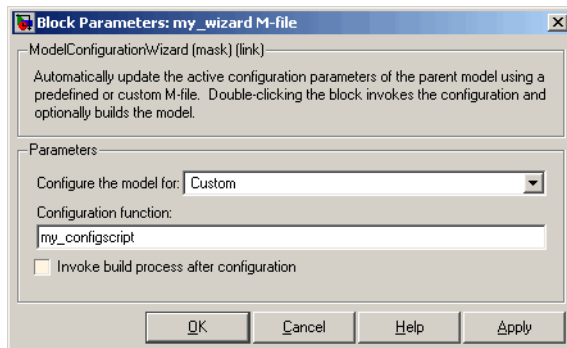 Block Parameters: my_wizard M-file
ModelConfigurationWizard (mask) (link)
Automatically update the active configuration parameters of the parent model using a
predefined or custom M-file. Double-clicking the block invokes the configuration and
optionally builds the model.
Parameters
Configure the model for: Custom
Configuration function:
my_configscript
Invoke build process after configuration
OK Cancel Help Apply